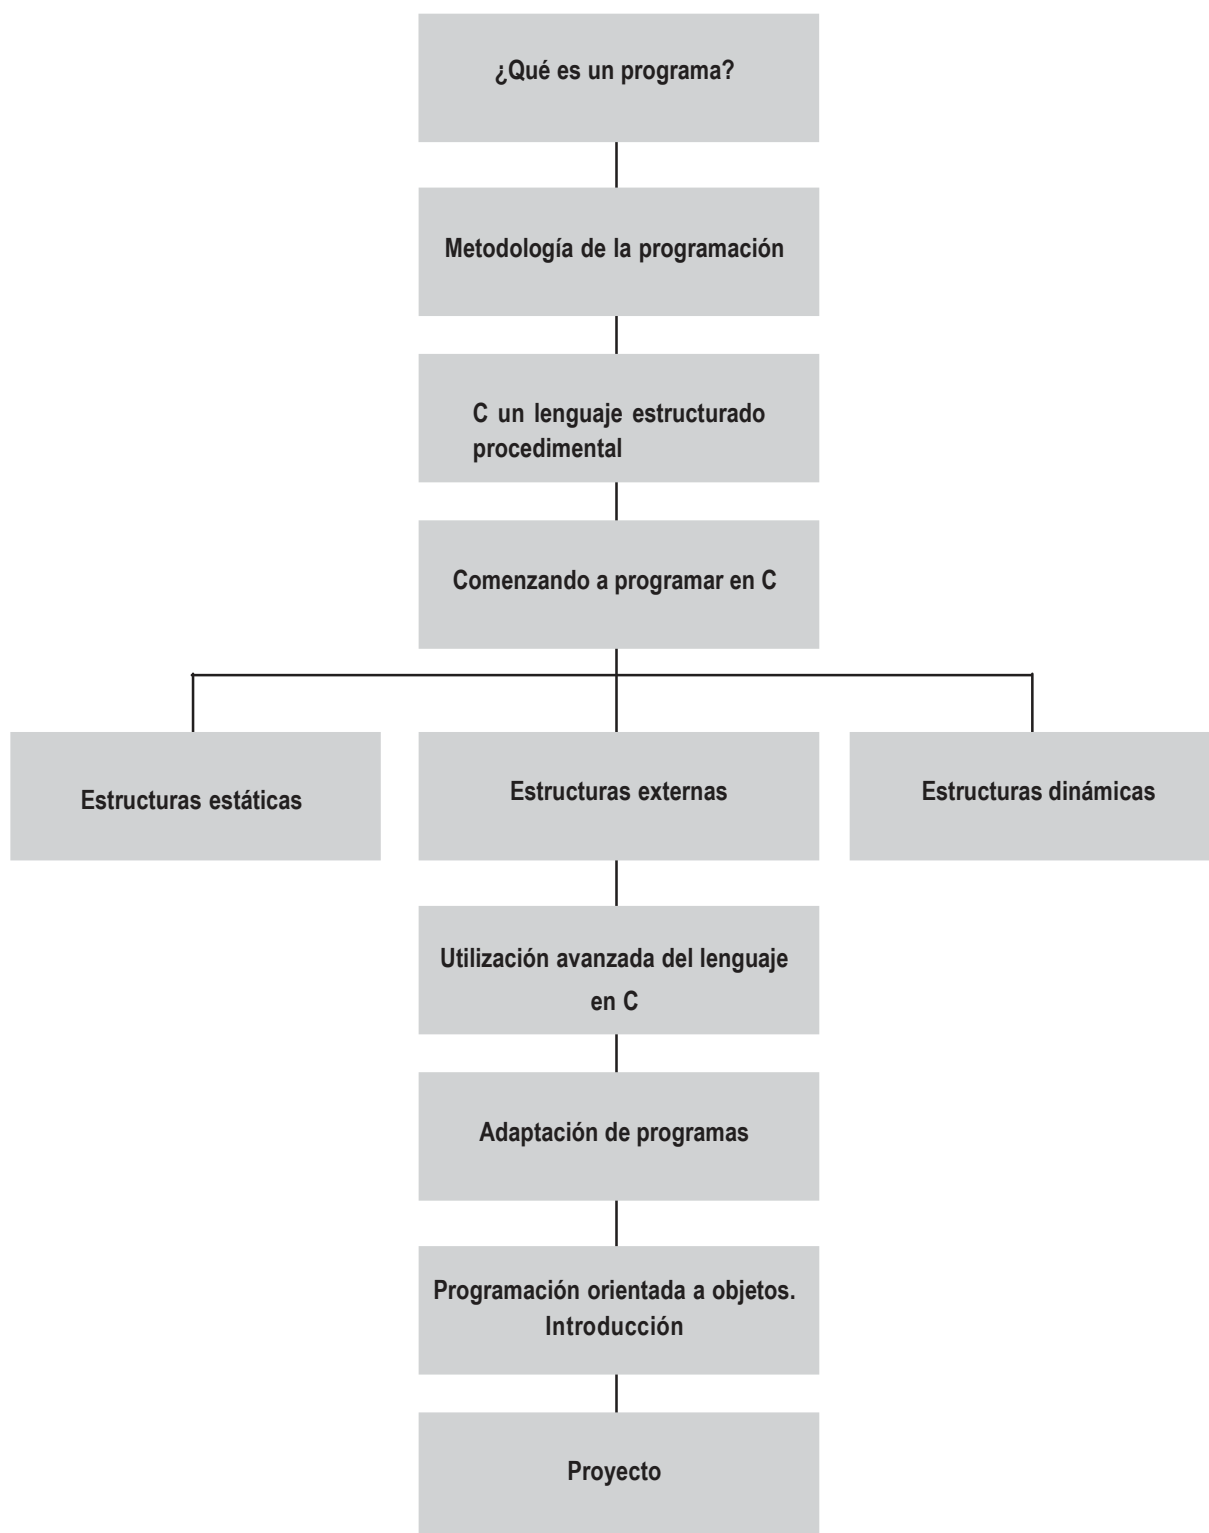 ¿Qué es un programa?
Metodología de la programación
C un lenguaje estructurado
procedimental
Comenzando a programar en C
Estructuras estáticas
Estructuras externas
Estructuras dinámicas
Utilización avanzada del lenguaje
en C
Adaptación de programas
Programación orientada a objetos.
Introducción
Proyecto